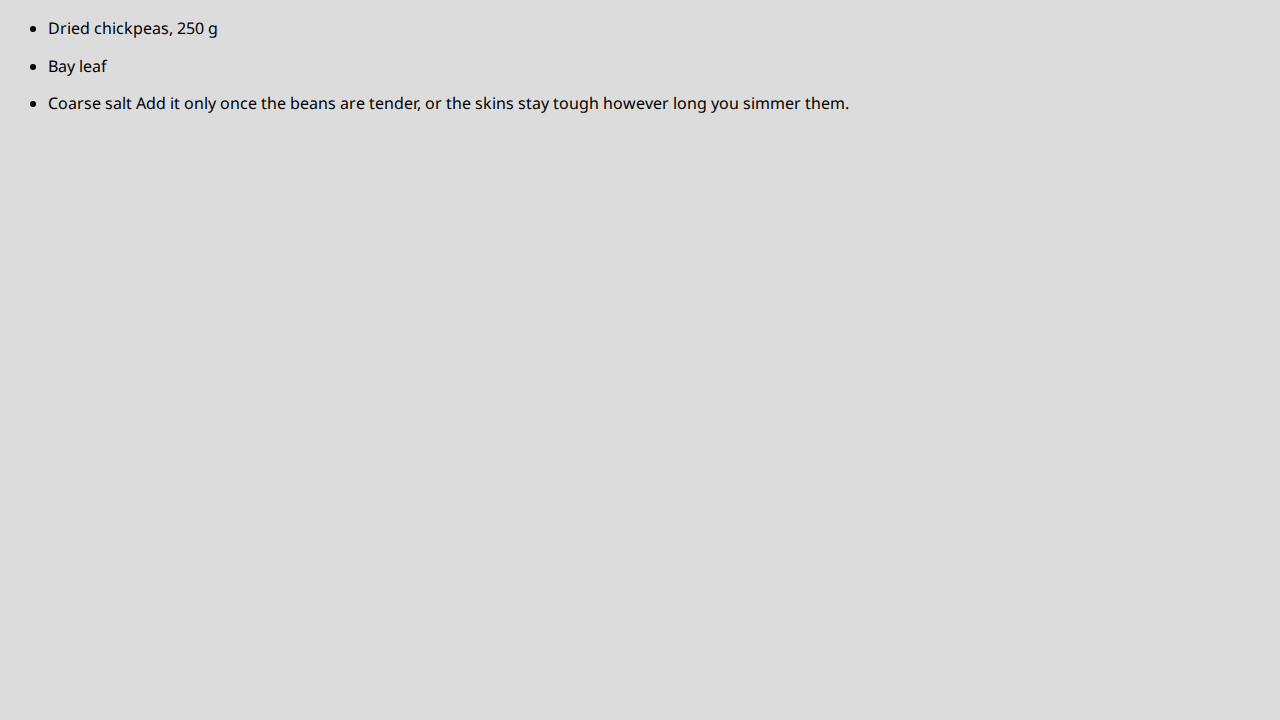 Dried chickpeas, 250 g
Bay leaf
Coarse salt Add it only once the beans are tender, or the skins stay tough however long you simmer them.